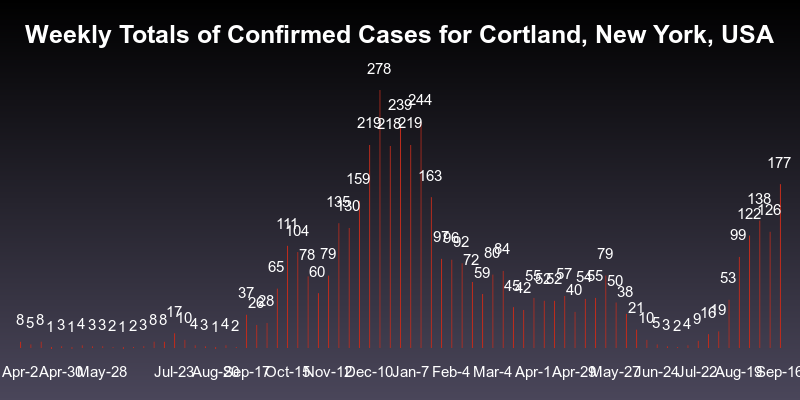 Weekly Totals of Confirmed Cases for Cortland, New York, USA
8 5 8 1 3 1 4 3 3 2 1 2 3 8 8 17 10 4 3 1 4 2 37 26 28 65 111 104 78 60 79 135 130 159 219 278 218 239 219 244 163 97 96 92 72 59 80 84 45 42 55 52 52 57 40 54 55 79 50 38 21 10 5 3 2 4 9 16 19 53 99 122 138 126 177
Apr-2 Apr-30 May-28 Jul-23 Aug-20 Sep-17 Oct-15 Nov-12 Dec-10 Jan-7 Feb-4 Mar-4 Apr-1 Apr-29 May-27 Jun-24 Jul-22 Aug-19 Sep-16